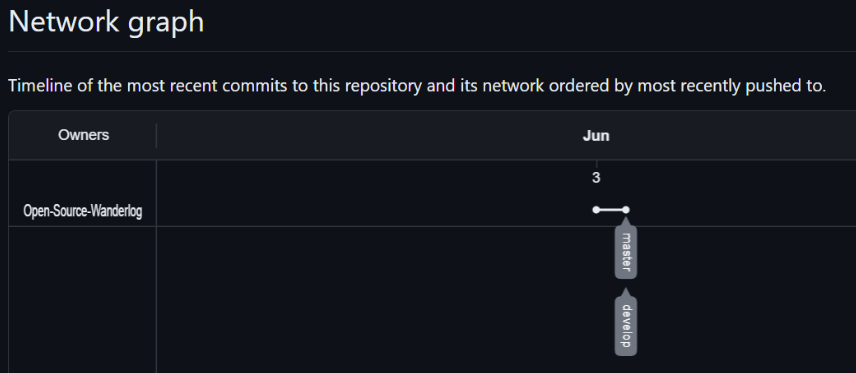 Network graph
Timeline of the most recent commits to this repository and its network ordered by most recently pushed to.
Owners
Jun
3
Open-Source-Wanderlog
master
develop